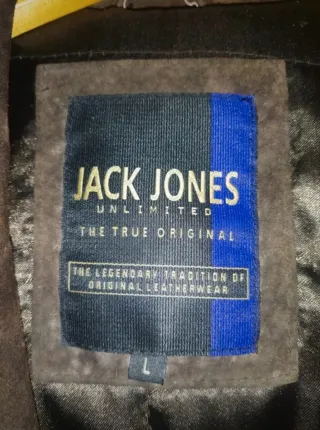 JACK JONES
UNLIMITED
THE TRUE ORIGINAL
THE LEGENDARY TRADITION OF
ORIGINAL LEATHERWEAR
L